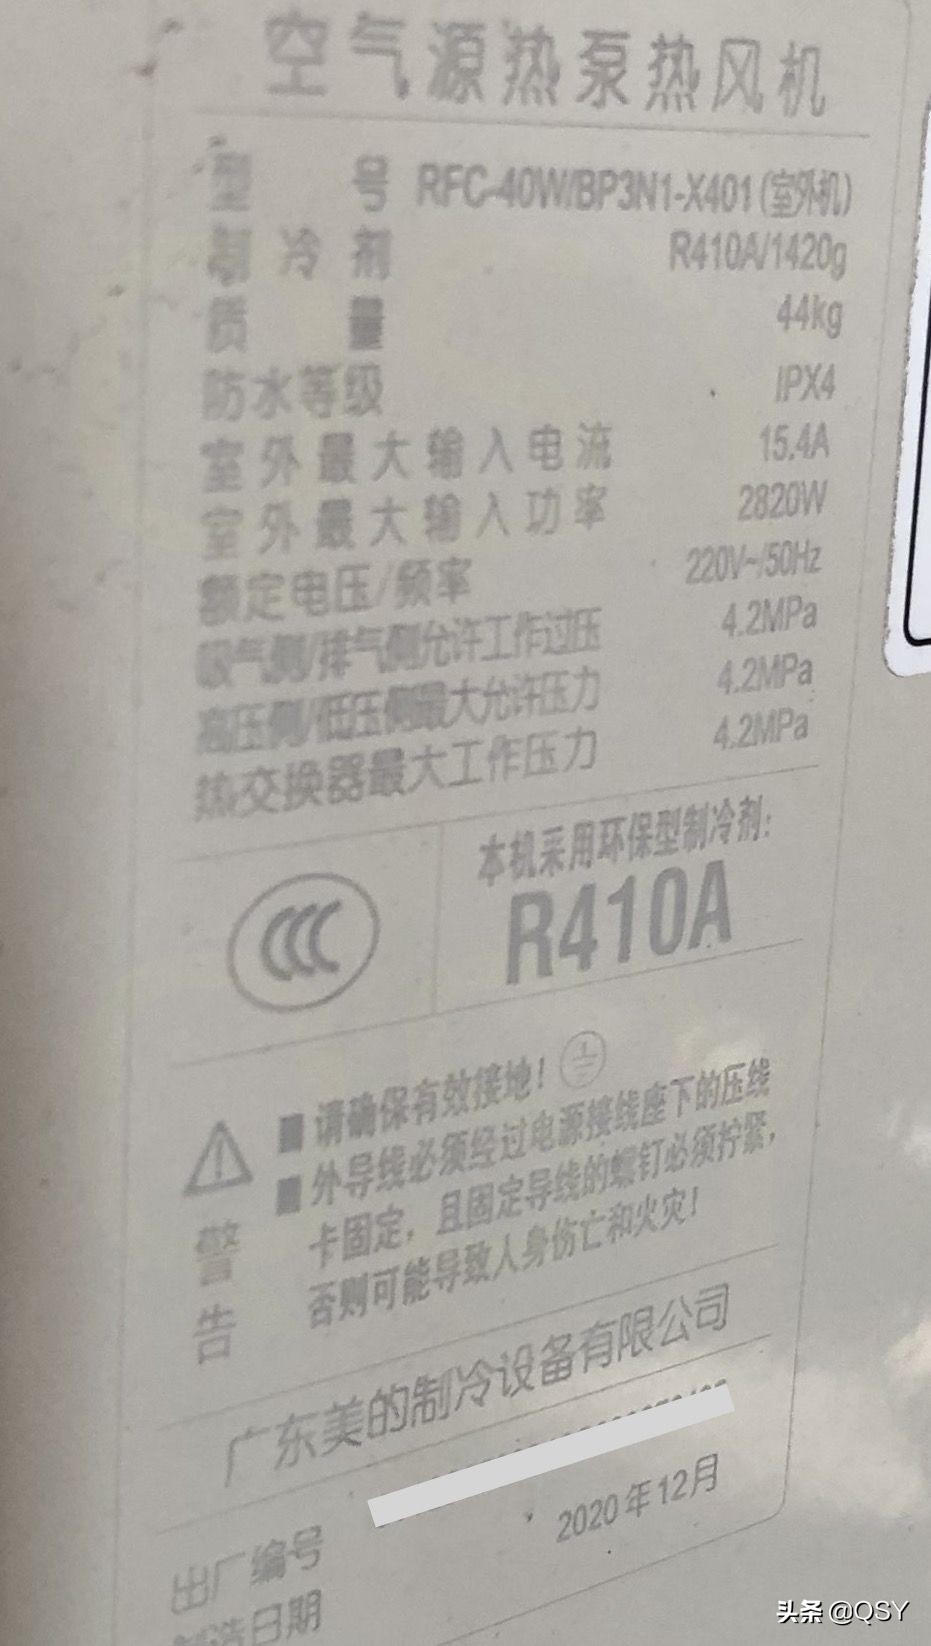 空气源热泵热风机
型号 RFC-40W/BP3N1-X401(室外机)
制冷剂 R410A/1420g
质量 44kg
防水等级 IPX4
室外最大输入电流 15.4A
室外最大输入功率 2820W
额定电压/频率 220V~/50Hz
吸气侧/排气侧允许工作过压 4.2MPa
高压侧/低压侧最大允许压力 4.2MPa
热交换器最大工作压力 4.2MPa
CCC
本机采用环保型制冷剂:
R410A
警告
■ 请确保有效接地!
■ 外导线必须经过电源接线座下的压线
卡固定，且固定导线的螺钉必须拧紧，
否则可能导致人身伤亡和火灾!
广东美的制冷设备有限公司
出厂编号
制造日期 2020年12月
头条 @QSY